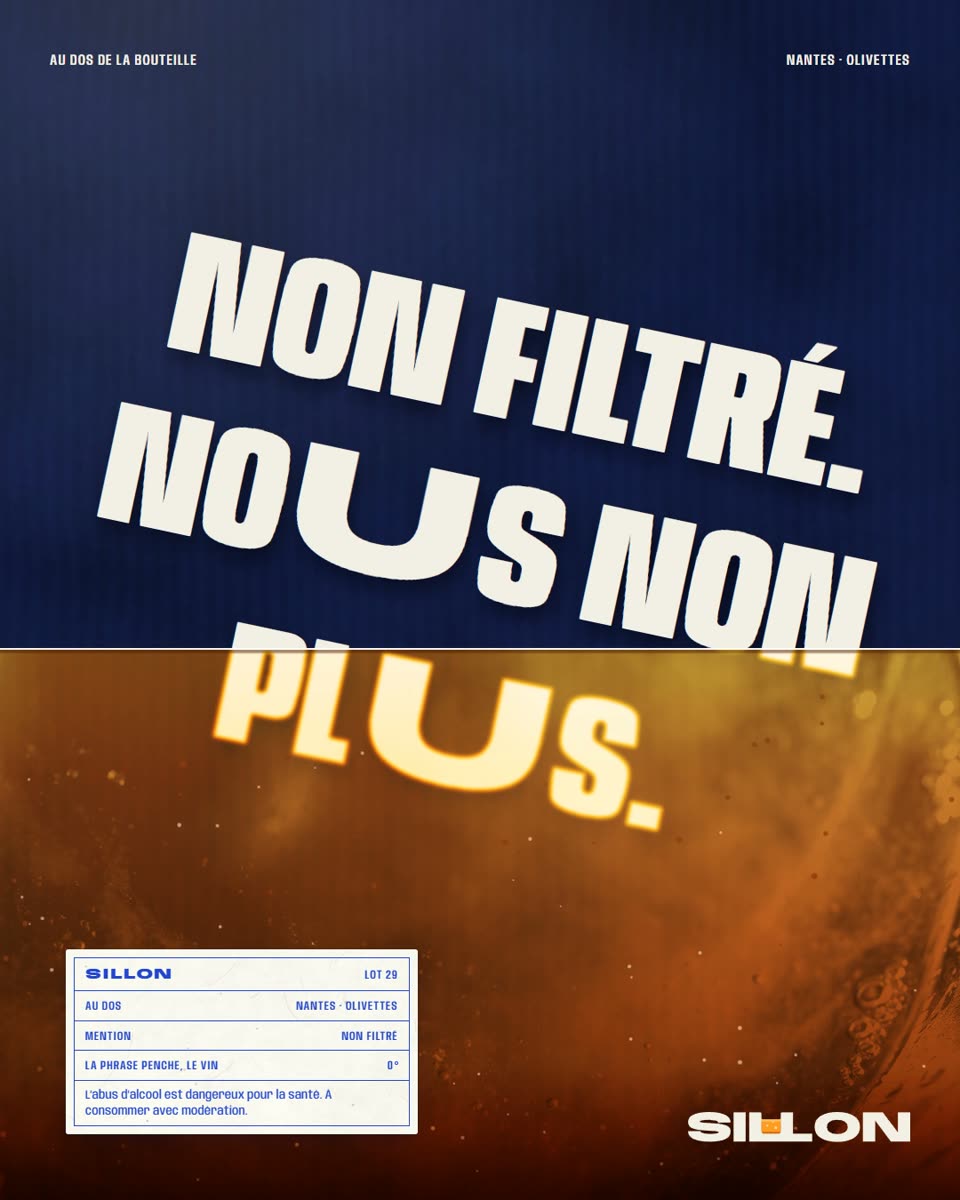 AU DOS DE LA BOUTEILLE
NANTES · OLIVETTES
NON FILTRÉ.
NOUS NON
PLUS.
SILLON
LOT 29
AU DOS
NANTES · OLIVETTES
MENTION
NON FILTRÉ
LA PHRASE PENCHE, LE VIN
0°
L'abus d'alcool est dangereux pour la santé. À
consommer avec modération.
SILLON